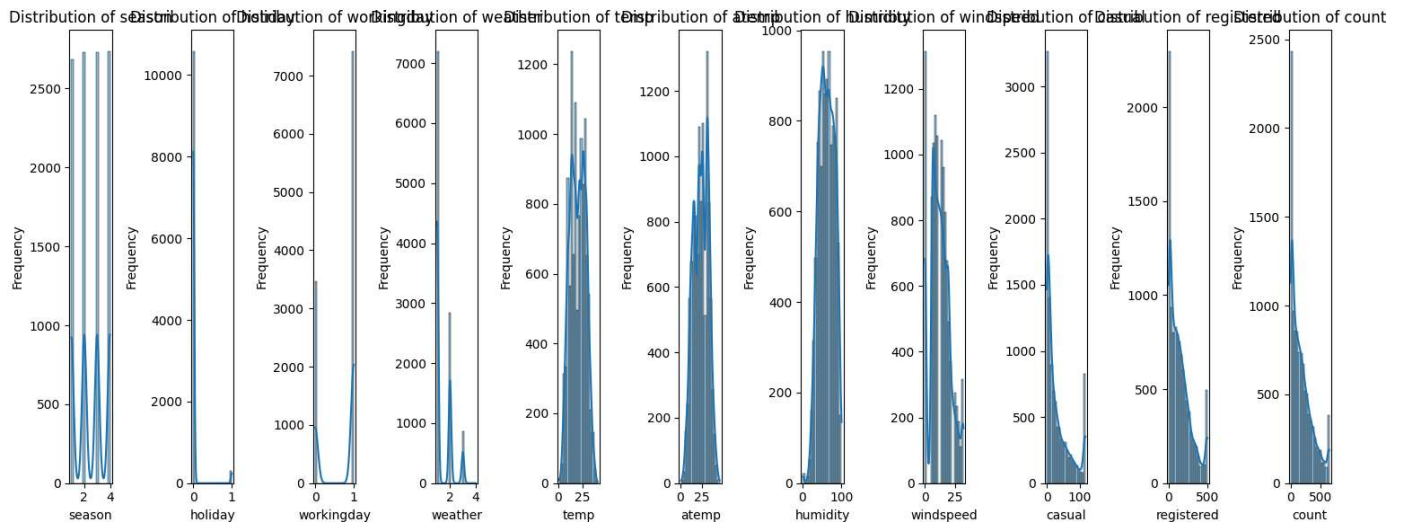 Distribution of season
Distribution of holiday
Distribution of workingday
Distribution of weather
Distribution of temp
Distribution of atemp
Distribution of humidity
Distribution of windspeed
Distribution of casual
Distribution of registered
Distribution of count
Frequency
2500
2000
1500
1000
500
0
2 4
season
Frequency
10000
8000
6000
4000
2000
0
0 1
holiday
Frequency
7000
6000
5000
4000
3000
2000
1000
0
0 1
workingday
Frequency
7000
6000
5000
4000
3000
2000
1000
0
2 4
weather
Frequency
1200
1000
800
600
400
200
0
0 25
temp
Frequency
1200
1000
800
600
400
200
0
0 25
atemp
Frequency
1000
800
600
400
200
0
0 100
humidity
Frequency
1200
1000
800
600
400
200
0
0 25
windspeed
Frequency
3000
2500
2000
1500
1000
500
0
0 100
casual
Frequency
2000
1500
1000
500
0
0 500
registered
Frequency
2500
2000
1500
1000
500
0
0 500
count